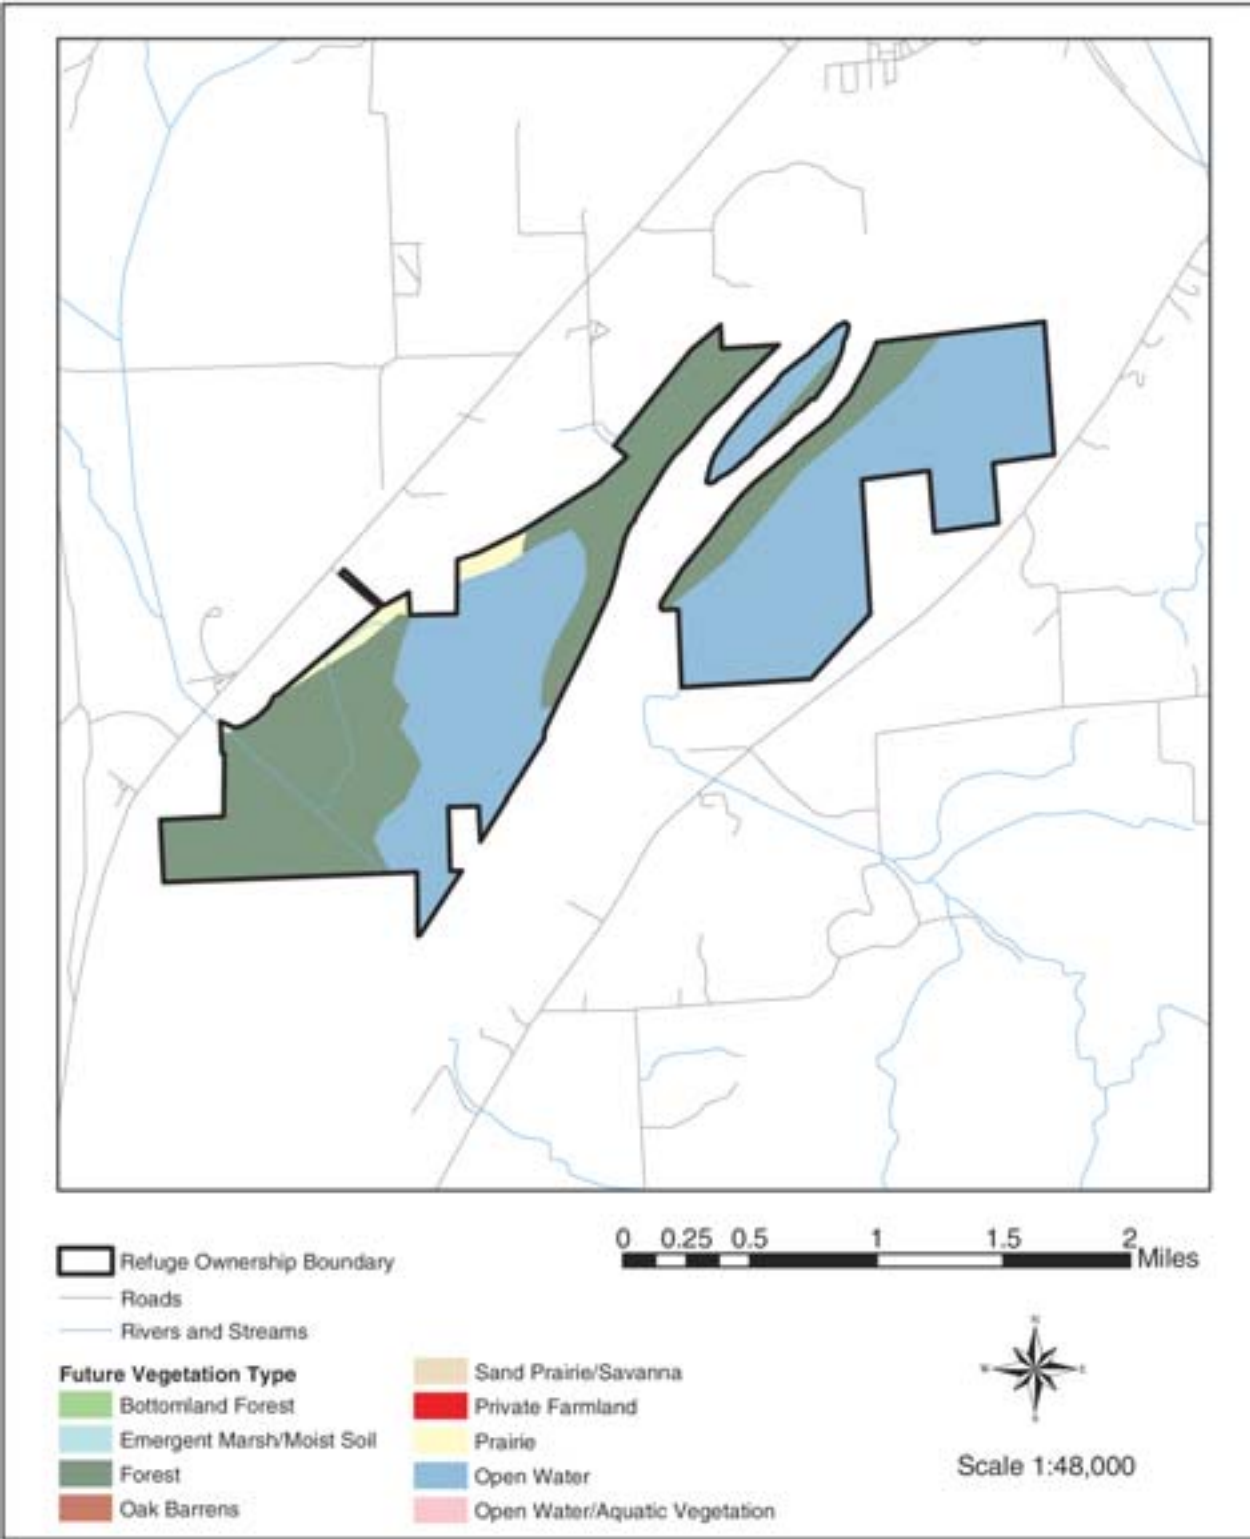 Refuge Ownership Boundary
Roads
Rivers and Streams
Future Vegetation Type
Bottomland Forest
Emergent Marsh/Moist Soil
Forest
Oak Barrens
Sand Prairie/Savanna
Private Farmland
Prairie
Open Water
Open Water/Aquatic Vegetation
0 0.25 0.5 1 1.5 2
Miles
N
W E
S
Scale 1:48,000